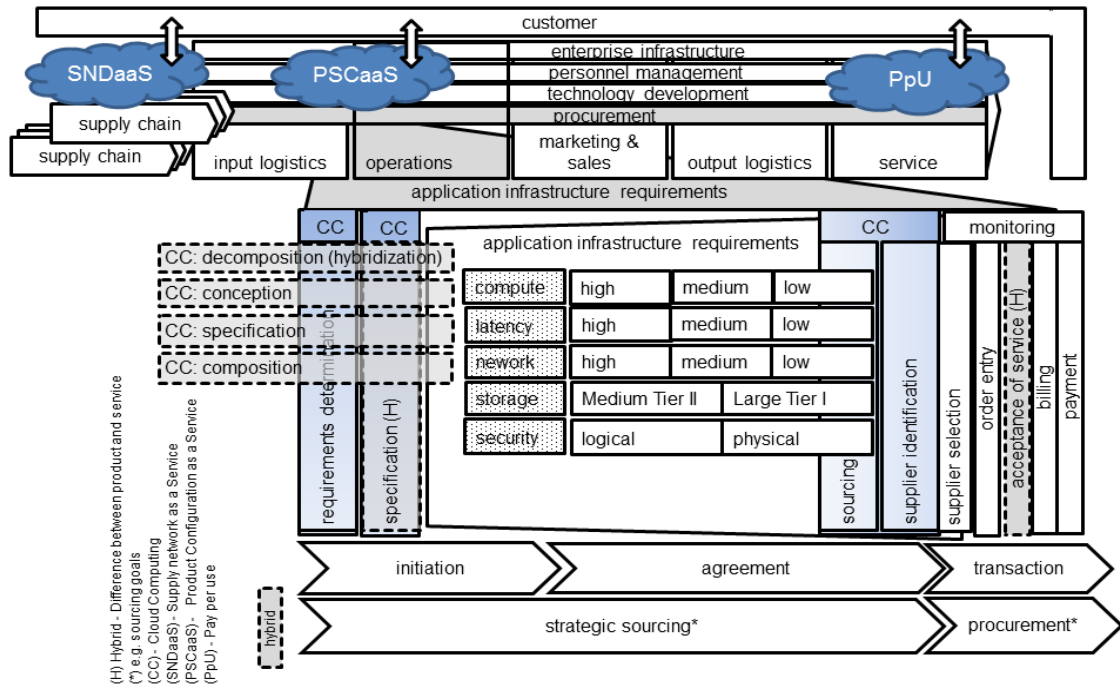 customer
SNDaaS
PSCaaS
PpU
enterprise infrastructure
personnel management
technology development
procurement
supply chain
supply chain
input logistics
operations
marketing &
sales
output logistics
service
application infrastructure requirements
CC
CC
CC
monitoring
application infrastructure requirements
CC: decomposition (hybridization)
CC: conception
CC: specification
CC: composition
compute
high
medium
low
latency
high
medium
low
nework
high
medium
low
storage
Medium Tier II
Large Tier I
security
logical
physical
requirements determination
specification (H)
sourcing
supplier identification
supplier selection
order entry
acceptance of service (H)
billing
payment
initiation
agreement
transaction
strategic sourcing*
procurement*
hybrid
(H) Hybrid - Difference between product and service
(*) e.g. sourcing goals
(CC) - Cloud Computing
(SNDaaS) - Supply network as a Service
(PSCaaS) - Product Configuration as a Service
(PpU) - Pay per use